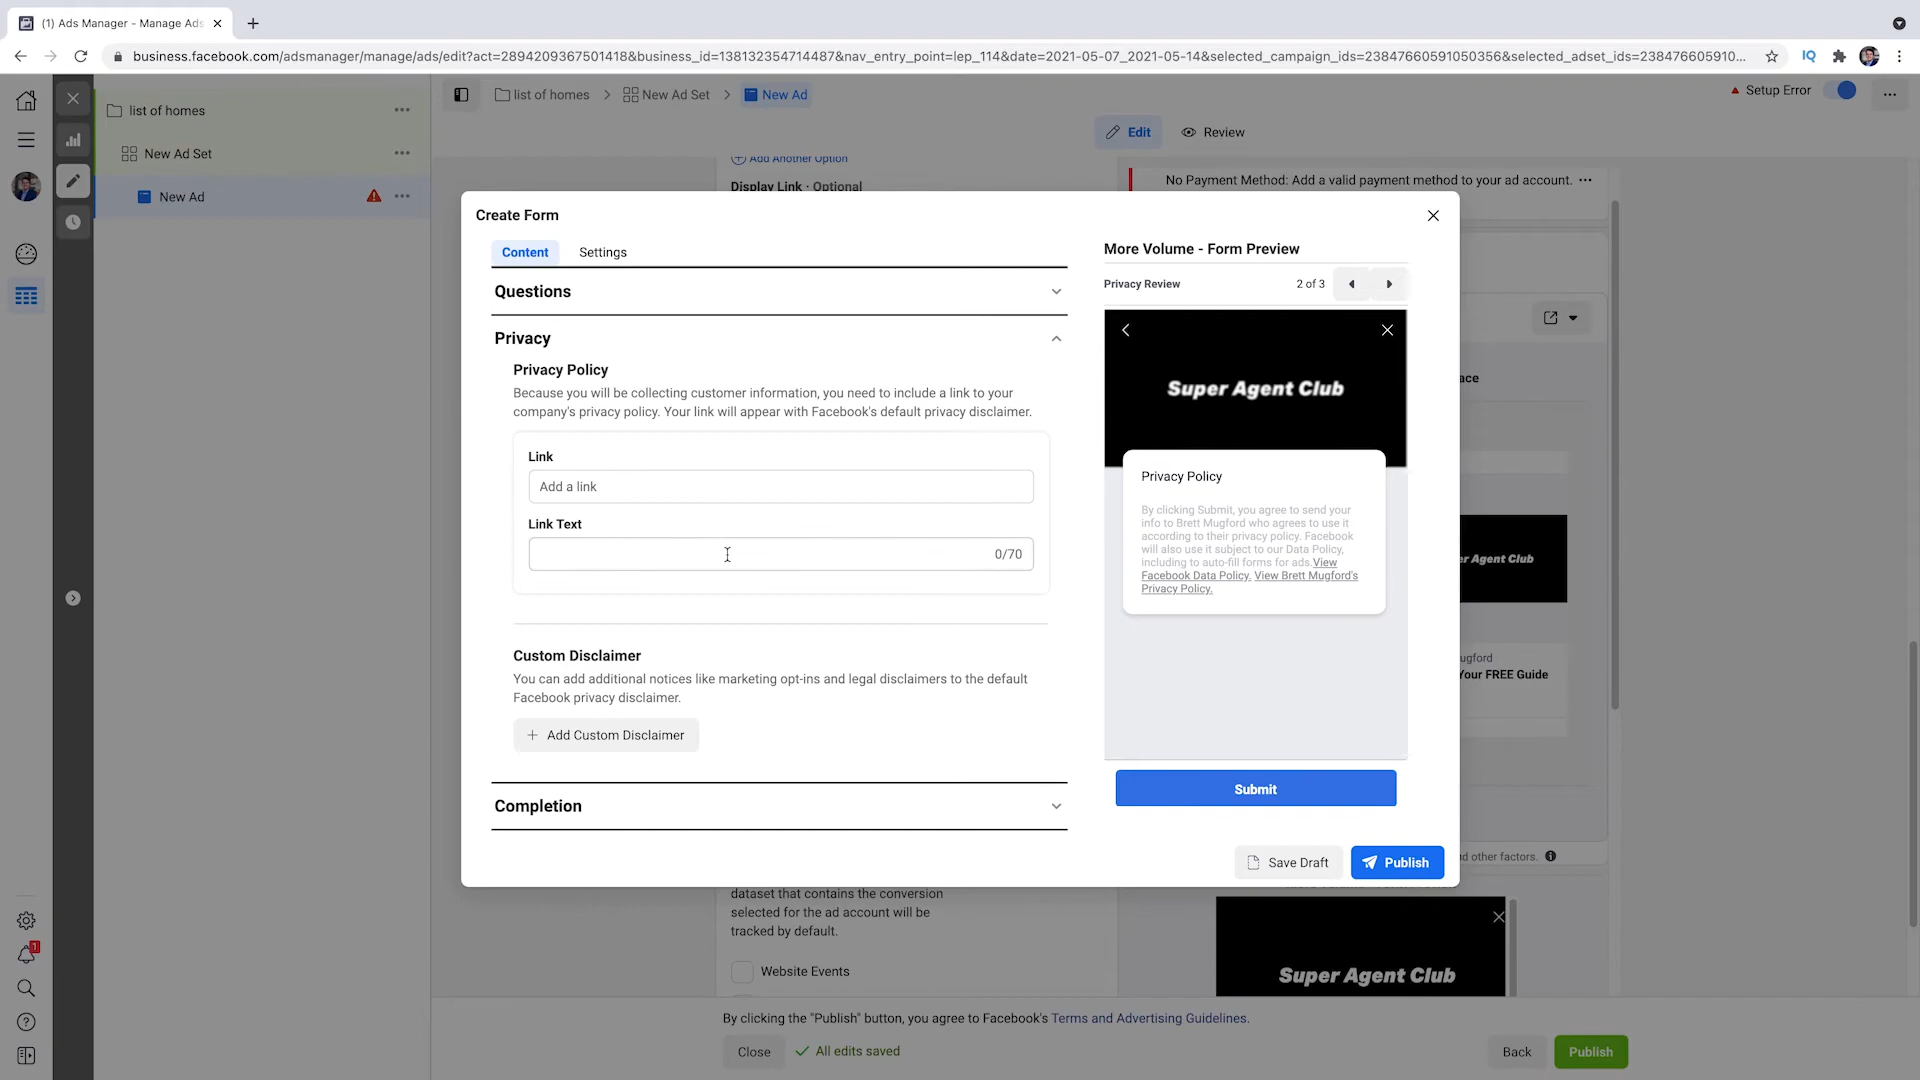 (1) Ads Manager - Manage Ads
business.facebook.com/adsmanager/manage/ads/edit?act=2894209367501418&business_id=138132354714487&nav_entry_point=lep_114&date=2021-05-07_2021-05-14&selected_campaign_ids=23847660591050356&selected_adset_ids=238476605910...
IQ
list of homes
New Ad Set
New Ad
list of homes > New Ad Set > New Ad
Setup Error
Edit
Review
Add Another Option
Display Link · Optional
No Payment Method: Add a valid payment method to your ad account.
Create Form
Content
Settings
Questions
Privacy
Privacy Policy
Because you will be collecting customer information, you need to include a link to your
company's privacy policy. Your link will appear with Facebook's default privacy disclaimer.
Link
Add a link
Link Text
0/70
Custom Disclaimer
You can add additional notices like marketing opt-ins and legal disclaimers to the default
Facebook privacy disclaimer.
+ Add Custom Disclaimer
Completion
More Volume - Form Preview
Privacy Review
2 of 3
Super Agent Club
Privacy Policy
By clicking Submit, you agree to send your
info to Brett Mugford who agrees to use it
according to their privacy policy. Facebook
will also use it subject to our Data Policy,
including to auto-fill forms for ads.View
Facebook Data Policy. View Brett Mugford's
Privacy Policy.
Submit
Save Draft
Publish
ace
er Agent Club
ugford
Your FREE Guide
d other factors.
dataset that contains the conversion
selected for the ad account will be
tracked by default.
Website Events
Super Agent Club
1
By clicking the "Publish" button, you agree to Facebook's Terms and Advertising Guidelines.
Close
All edits saved
Back
Publish